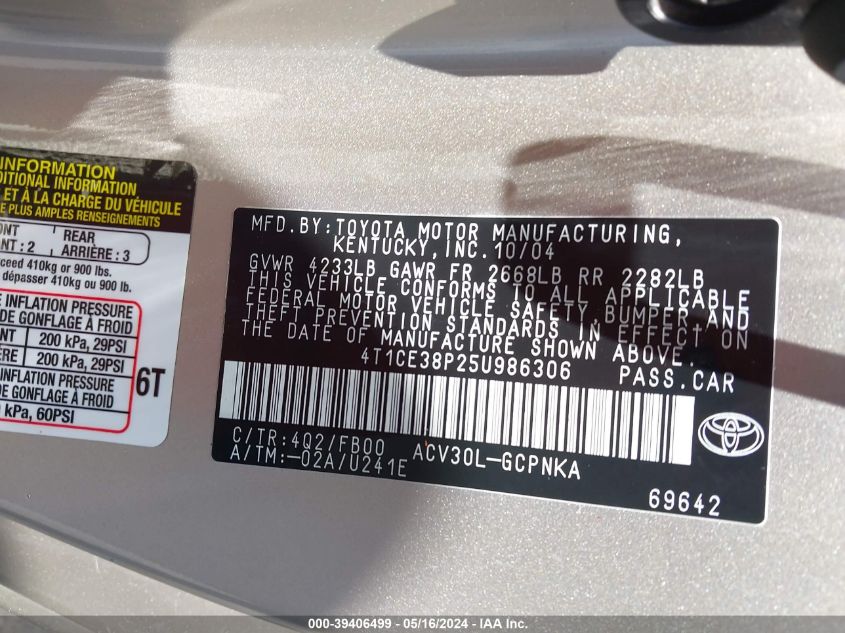 INFORMATION
DITIONAL INFORMATION
ET À LA CHARGE DU VÉHICULE
PLUS AMPLES RENSEIGNEMENTS
: 2
REAR
ARRIÈRE : 3
410kg or 900 lbs.
dépasser 410kg ou 900 lb.
INFLATION PRESSURE
DE GONFLAGE À FROID
200 kPa, 29PSI
200 kPa, 29PSI
INFLATION PRESSURE
DE GONFLAGE À FROID
kPa, 60PSI
6T
MFD. BY: TOYOTA MOTOR MANUFACTURING,
KENTUCKY, INC. 10/04
GVWR 4233LB GAWR FR 2668LB RR 2282LB
THIS VEHICLE CONFORMS TO ALL APPLICABLE
FEDERAL MOTOR VEHICLE SAFETY, BUMPER AND
THEFT PREVENTION STANDARDS IN EFFECT ON
THE DATE OF MANUFACTURE SHOWN ABOVE.
4T1CE38P25U986306 PASS.CAR
C/TR:4Q2/FB00 ACV30L-GCPNKA
A/TM:-02A/U241E
69642
TOYOTA
000-39406499 - 05/16/2024 - IAA Inc.